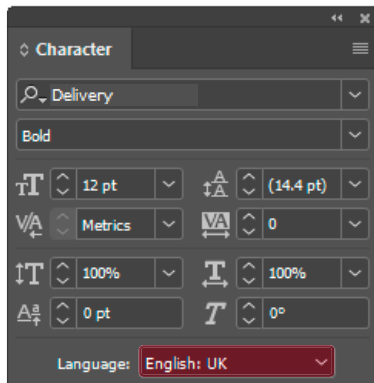 Character
Delivery
Bold
12 pt (14.4 pt)
Metrics 0
100% 100%
0 pt 0°
Language: English: UK